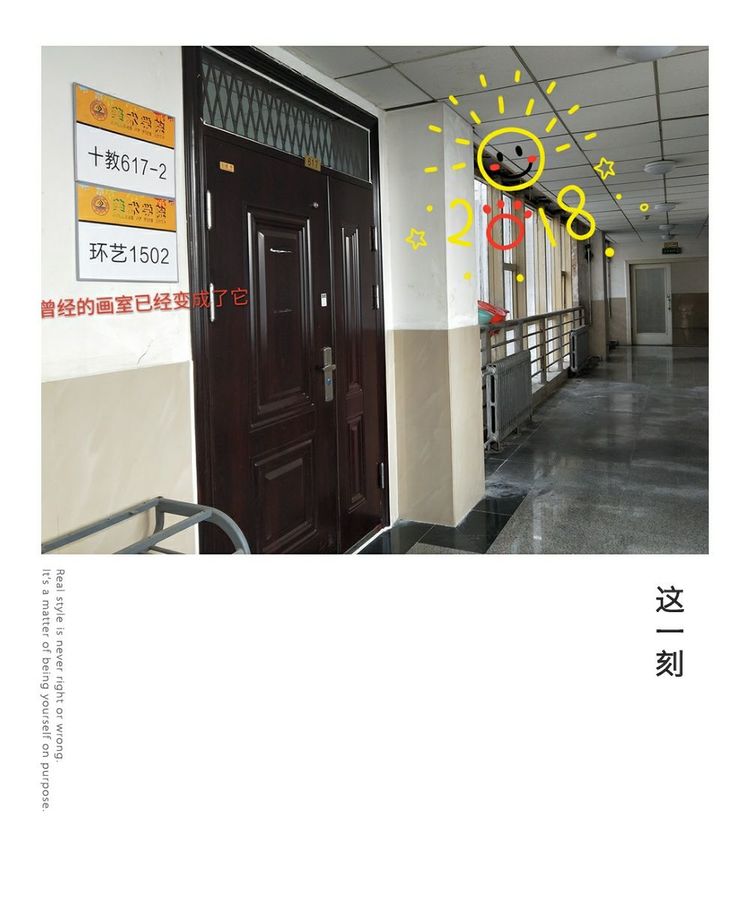 美术学院
十教617-2
美术学院
环艺1502
617
曾经的画室已经变成了它
2018
这一刻
Real style is never right or wrong.
It's a matter of being yourself on purpose.